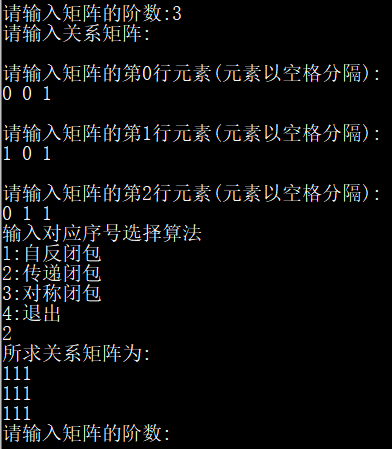 请输入矩阵的阶数:3
请输入关系矩阵:
请输入矩阵的第0行元素(元素以空格分隔):
0 0 1
请输入矩阵的第1行元素(元素以空格分隔):
1 0 1
请输入矩阵的第2行元素(元素以空格分隔):
0 1 1
输入对应序号选择算法
1:自反闭包
2:传递闭包
3:对称闭包
4:退出
2
所求关系矩阵为:
111
111
111
请输入矩阵的阶数: